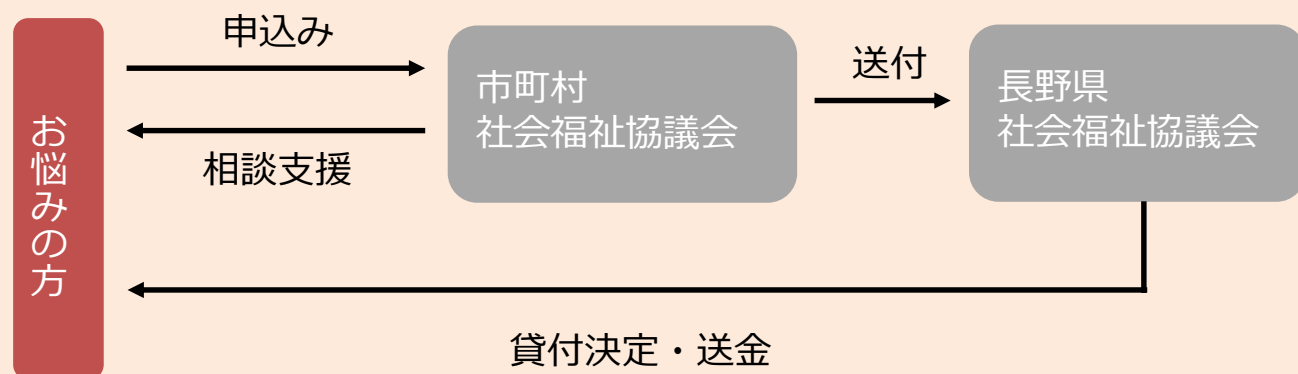 お悩みの方
申込み
相談支援
市町村
社会福祉協議会
送付
長野県
社会福祉協議会
貸付決定・送金